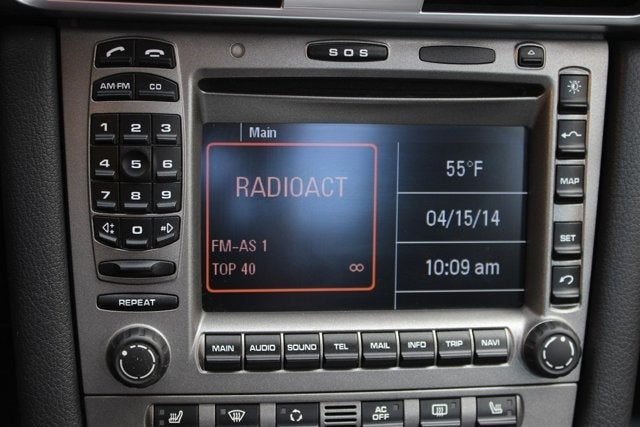 SOS
AM·FM CD
1 2 3
4 5 6
7 8 9
0 #
REPEAT
Main
RADIOACT
FM-AS 1
TOP 40 ∞
55°F
04/15/14
10:09 am
MAP
SET
MAIN AUDIO SOUND TEL MAIL INFO TRIP NAVI
AC
OFF